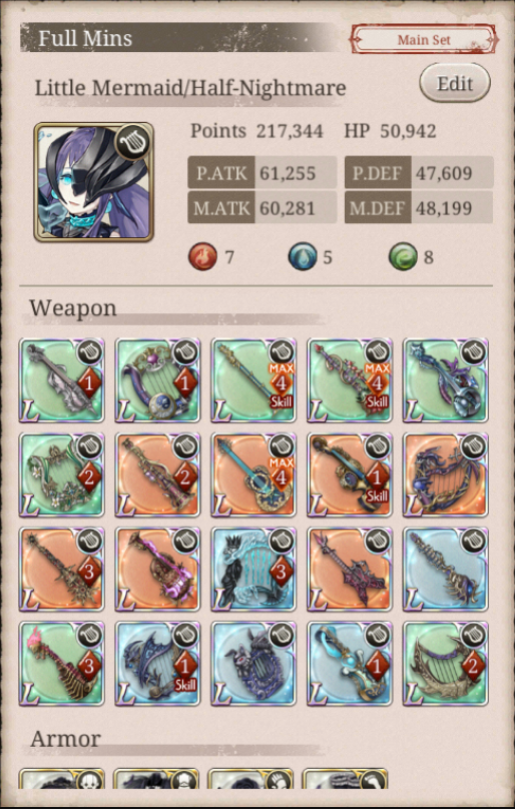 Full Mins Main Set
Little Mermaid/Half-Nightmare Edit
Points 217,344 HP 50,942
P.ATK 61,255 P.DEF 47,609
M.ATK 60,281 M.DEF 48,199
7 5 8
Weapon
L 1 L 1 L MAX 4 Skill L MAX 4 Skill L
L 2 L 2 L MAX 4 L 1 Skill L
L 3 L L 3 L L
L 3 L 1 Skill L L 1 L 2
Armor